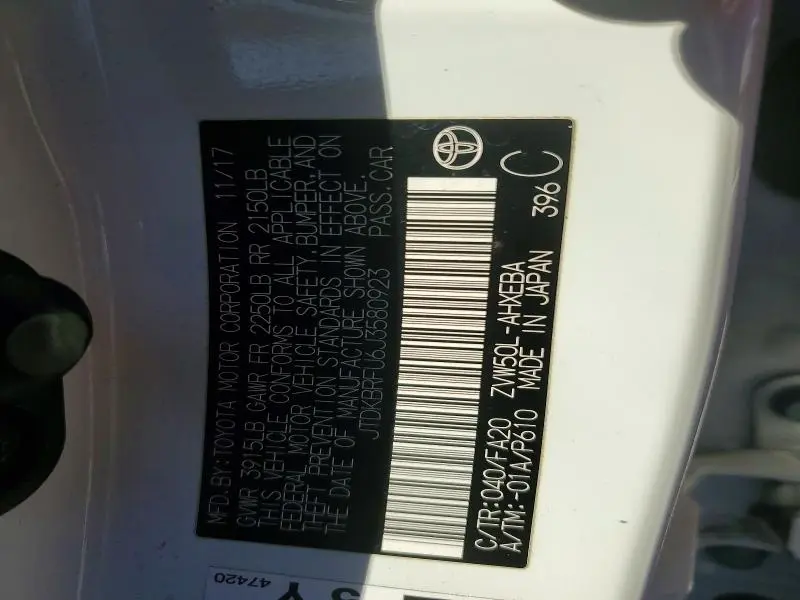 MFD.BY:TOYOTA MOTOR CORPORATION 11/17
GVWR 3915LB GAWR FR 2250LB RR 2150LB
THIS VEHICLE CONFORMS TO ALL APPLICABLE
FEDERAL MOTOR VEHICLE SAFETY,BUMPER,AND
THEFT PREVENTION STANDARDS IN EFFECT ON
THE DATE OF MANUFACTURE SHOWN ABOVE.
JTDKBRFU6J3580923 PASS.CAR
C/TR:040/FA20 ZVW50L-AHXEBA
A/TM:-01A/P610 MADE IN JAPAN 396 C
47420